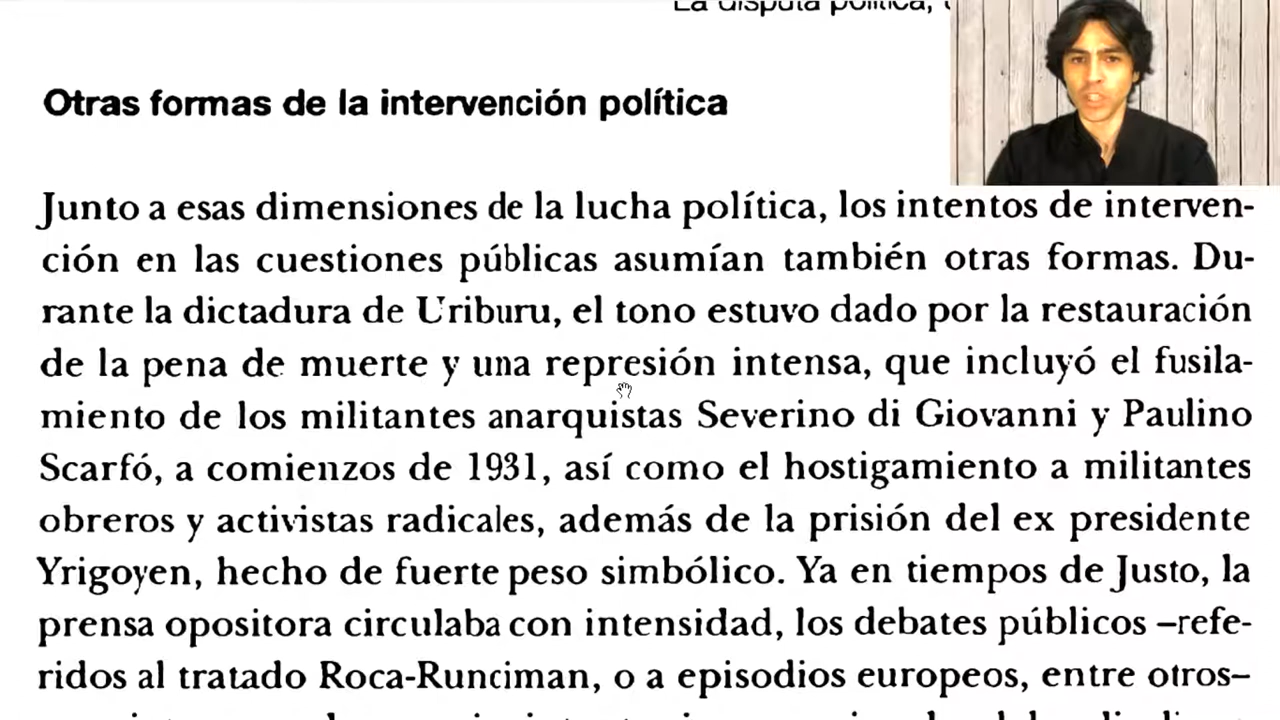 La disputa política,
Otras formas de la intervención política
Junto a esas dimensiones de la lucha política, los intentos de interven-
ción en las cuestiones públicas asumían también otras formas. Du-
rante la dictadura de Uriburu, el tono estuvo dado por la restauración
de la pena de muerte y una represión intensa, que incluyó el fusila-
miento de los militantes anarquistas Severino di Giovanni y Paulino
Scarfó, a comienzos de 1931, así como el hostigamiento a militantes
obreros y activistas radicales, además de la prisión del ex presidente
Yrigoyen, hecho de fuerte peso simbólico. Ya en tiempos de Justo, la
prensa opositora circulaba con intensidad, los debates públicos –refe-
ridos al tratado Roca-Runciman, o a episodios europeos, entre otros–